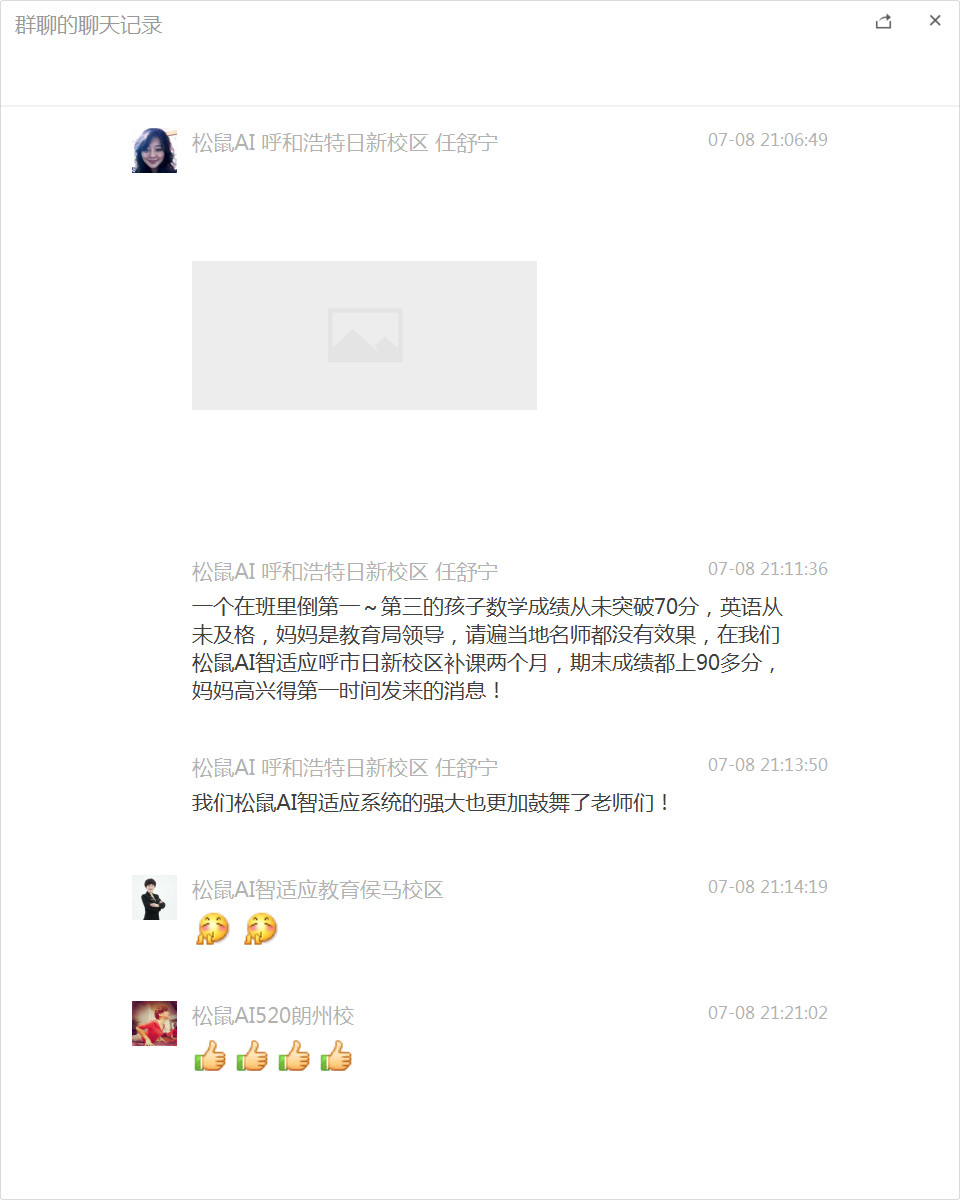 群聊的聊天记录
松鼠AI 呼和浩特日新校区 任舒宁
07-08 21:06:49
松鼠AI 呼和浩特日新校区 任舒宁
07-08 21:11:36
一个在班里倒第一～第三的孩子数学成绩从未突破70分，英语从
未及格，妈妈是教育局领导，请遍当地名师都没有效果，在我们
松鼠AI智适应呼市日新校区补课两个月，期末成绩都上90多分，
妈妈高兴得第一时间发来的消息！
松鼠AI 呼和浩特日新校区 任舒宁
07-08 21:13:50
我们松鼠AI智适应系统的强大也更加鼓舞了老师们！
松鼠AI智适应教育侯马校区
07-08 21:14:19
松鼠AI520朗州校
07-08 21:21:02